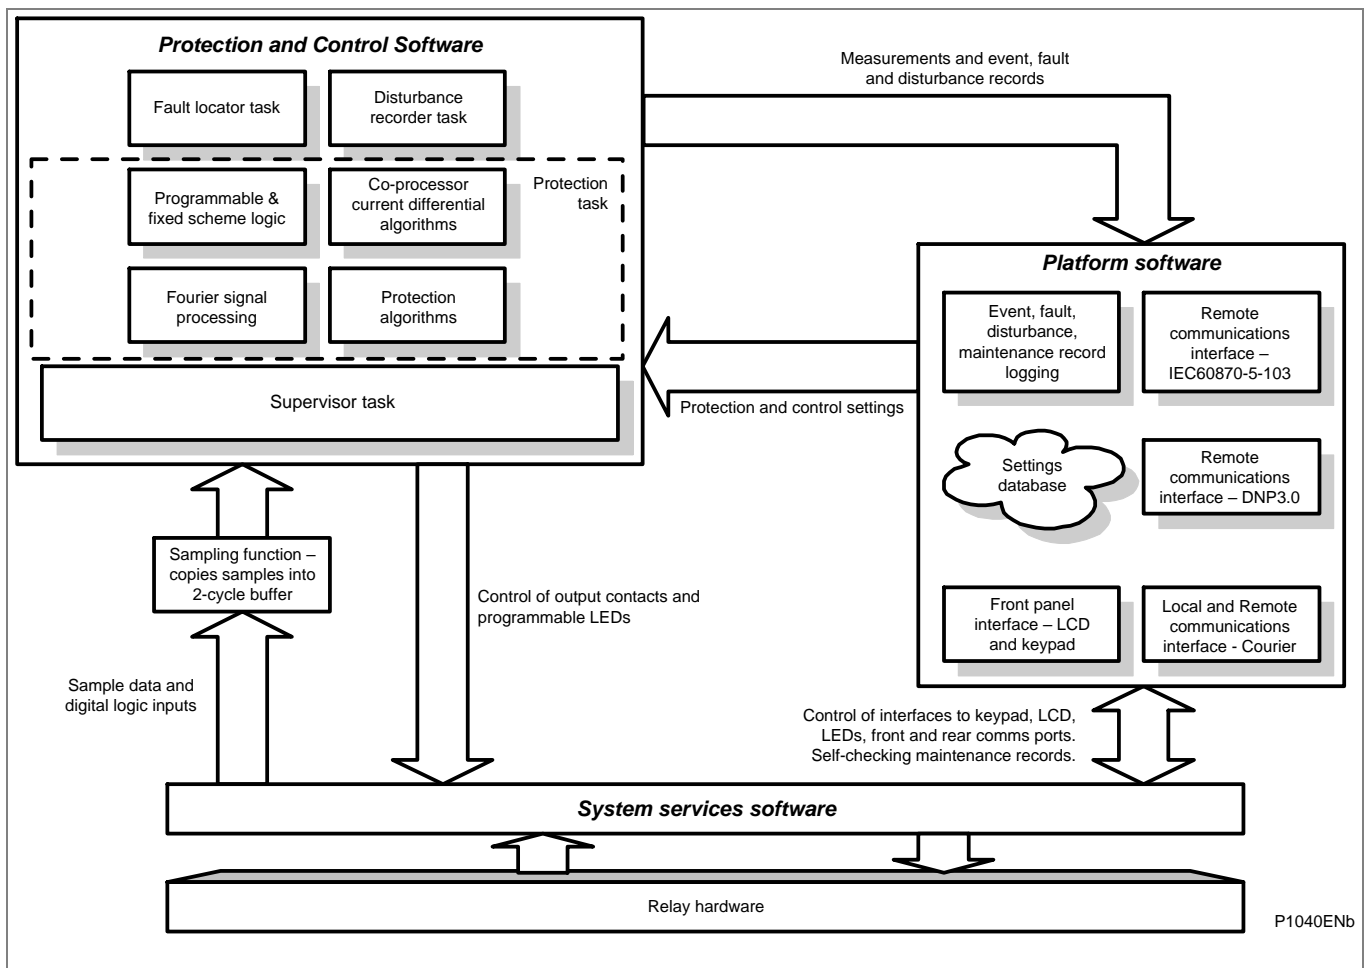 Protection and Control Software
Fault locator task
Disturbance
recorder task
Programmable &
fixed scheme logic
Co-processor
current differential
algorithms
Protection
task
Fourier signal
processing
Protection
algorithms
Supervisor task
Measurements and event, fault
and disturbance records
Platform software
Event, fault,
disturbance,
maintenance record
logging
Remote
communications
interface –
IEC60870-5-103
Protection and control settings
Settings
database
Remote
communications
interface – DNP3.0
Front panel
interface – LCD
and keypad
Local and Remote
communications
interface - Courier
Sampling function –
copies samples into
2-cycle buffer
Control of output contacts and
programmable LEDs
Sample data and
digital logic inputs
Control of interfaces to keypad, LCD,
LEDs, front and rear comms ports.
Self-checking maintenance records.
System services software
Relay hardware
P1040ENb